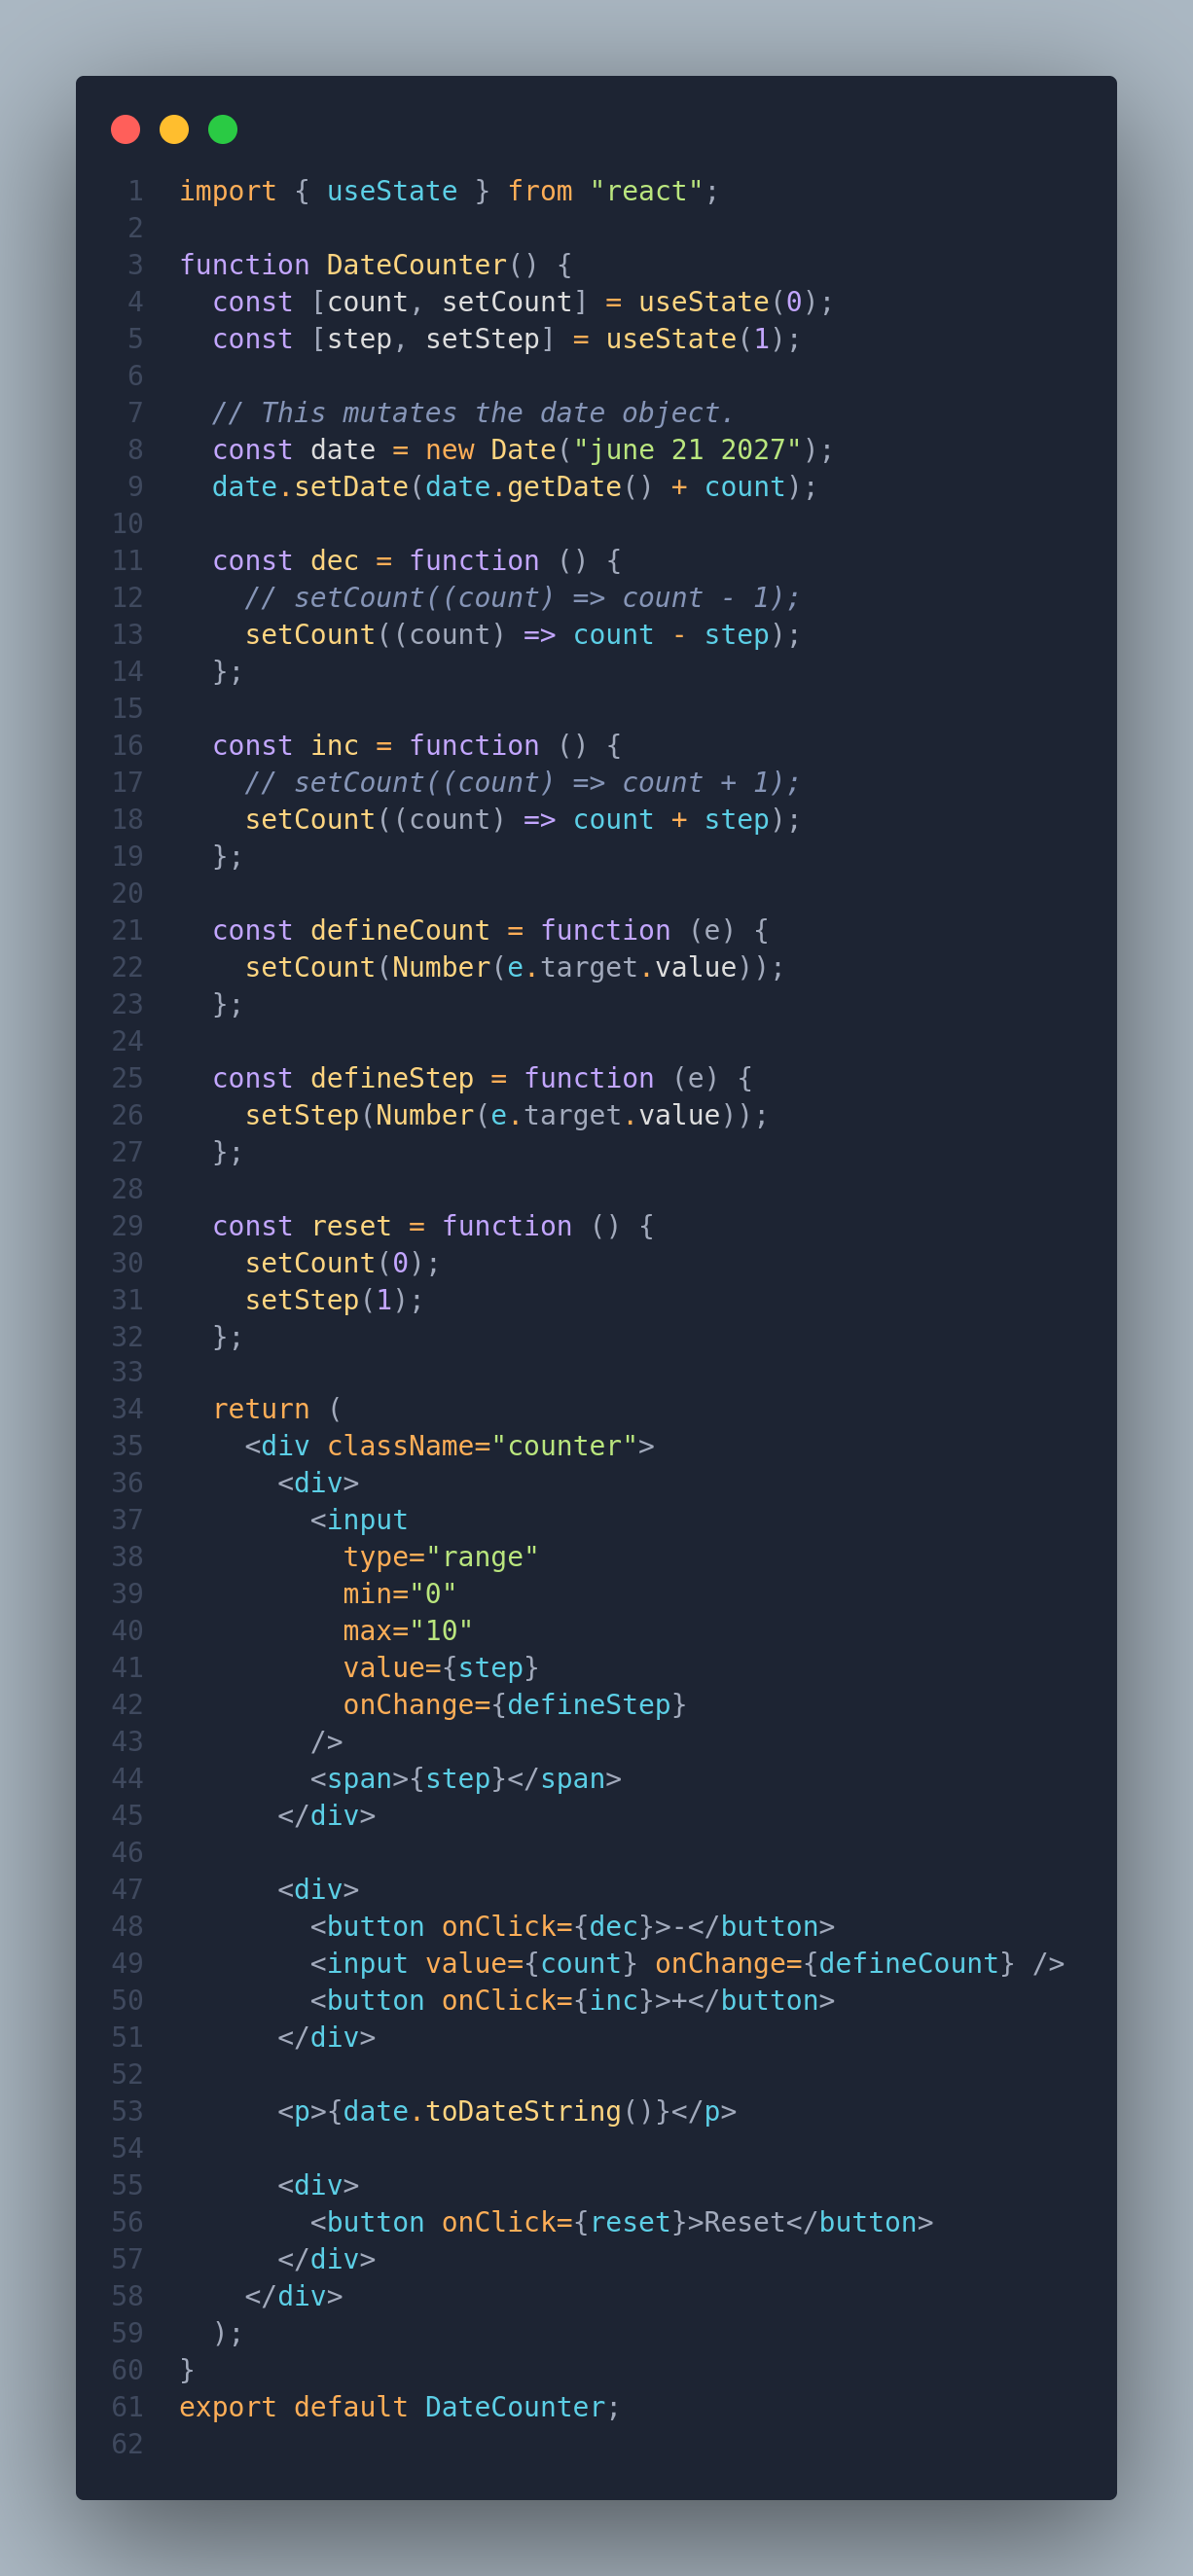 1 import { useState } from "react";
2
3 function DateCounter() {
4   const [count, setCount] = useState(0);
5   const [step, setStep] = useState(1);
6
7   // This mutates the date object.
8   const date = new Date("june 21 2027");
9   date.setDate(date.getDate() + count);
10
11   const dec = function () {
12     // setCount((count) => count - 1);
13     setCount((count) => count - step);
14   };
15
16   const inc = function () {
17     // setCount((count) => count + 1);
18     setCount((count) => count + step);
19   };
20
21   const defineCount = function (e) {
22     setCount(Number(e.target.value));
23   };
24
25   const defineStep = function (e) {
26     setStep(Number(e.target.value));
27   };
28
29   const reset = function () {
30     setCount(0);
31     setStep(1);
32   };
33
34   return (
35     <div className="counter">
36       <div>
37         <input
38           type="range"
39           min="0"
40           max="10"
41           value={step}
42           onChange={defineStep}
43         />
44         <span>{step}</span>
45       </div>
46
47       <div>
48         <button onClick={dec}>-</button>
49         <input value={count} onChange={defineCount} />
50         <button onClick={inc}>+</button>
51       </div>
52
53       <p>{date.toDateString()}</p>
54
55       <div>
56         <button onClick={reset}>Reset</button>
57       </div>
58     </div>
59   );
60 }
61 export default DateCounter;
62